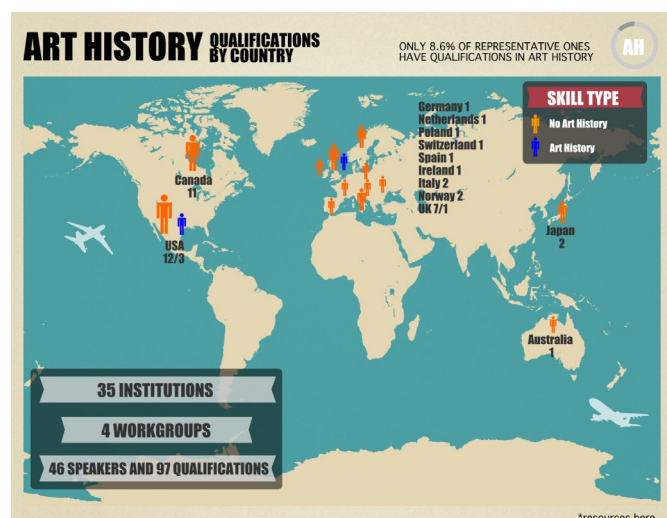 ART HISTORY QUALIFICATIONS
BY COUNTRY
ONLY 8.6% OF REPRESENTATIVE ONES
HAVE QUALIFICATIONS IN ART HISTORY
AH
SKILL TYPE
No Art History
Art History
Germany 1
Netherlands 1
Poland 1
Switzerland 1
Spain 1
Ireland 1
Italy 2
Norway 2
UK 7/1
Canada
11
USA
12/3
Japan
2
Australia
1
35 INSTITUTIONS
4 WORKGROUPS
46 SPEAKERS AND 97 QUALIFICATIONS
*resources here